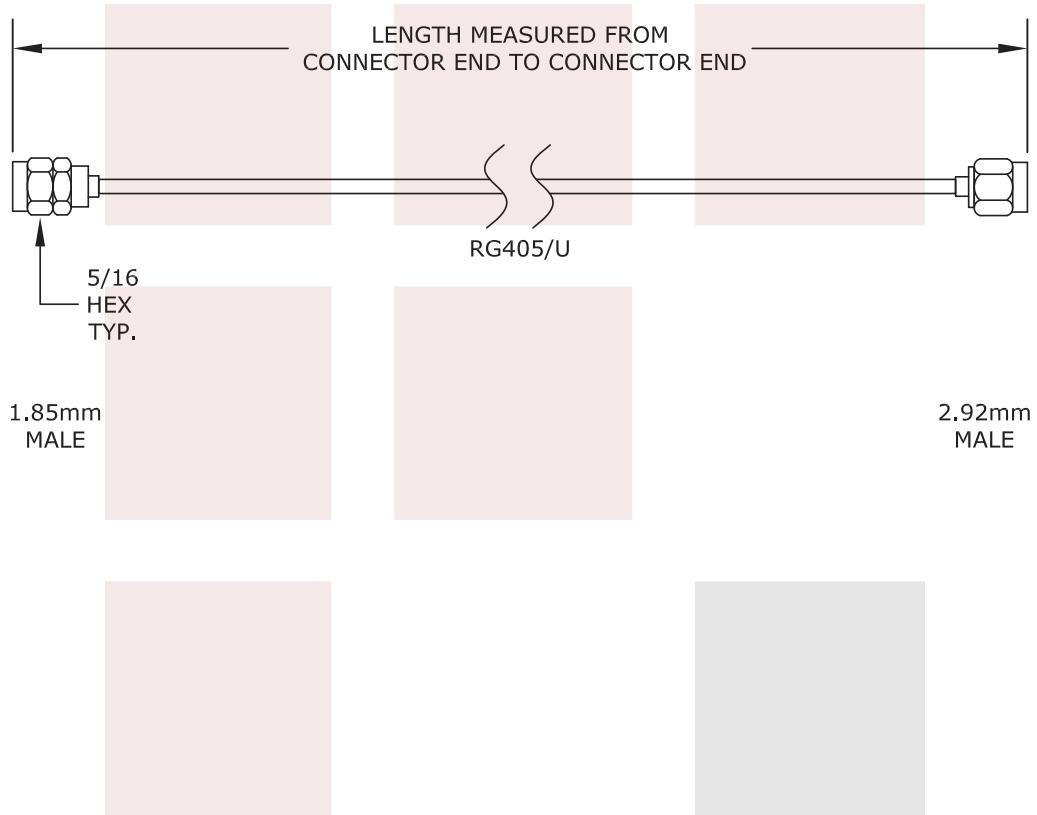 LENGTH MEASURED FROM
CONNECTOR END TO CONNECTOR END
RG405/U
5/16
HEX
TYP.
1.85mm
MALE
2.92mm
MALE